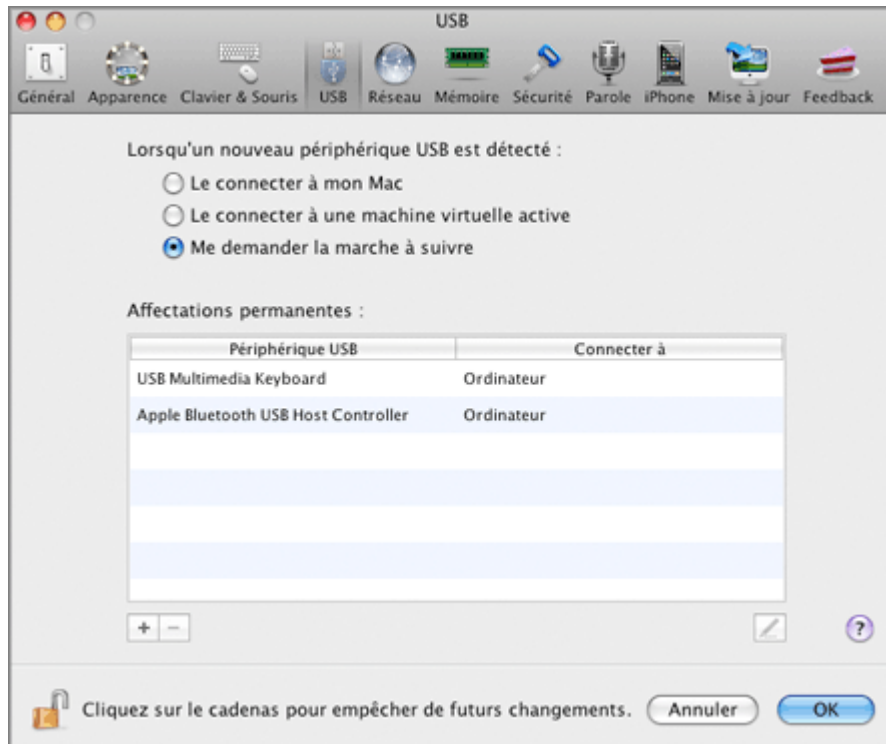 USB
Général Apparence Clavier & Souris USB Réseau Mémoire Sécurité Parole iPhone Mise à jour Feedback
Lorsqu'un nouveau périphérique USB est détecté :
Le connecter à mon Mac
Le connecter à une machine virtuelle active
Me demander la marche à suivre
Affectations permanentes :
Périphérique USB Connecter à
USB Multimedia Keyboard Ordinateur
Apple Bluetooth USB Host Controller Ordinateur
+ − ?
Cliquez sur le cadenas pour empêcher de futurs changements. Annuler OK